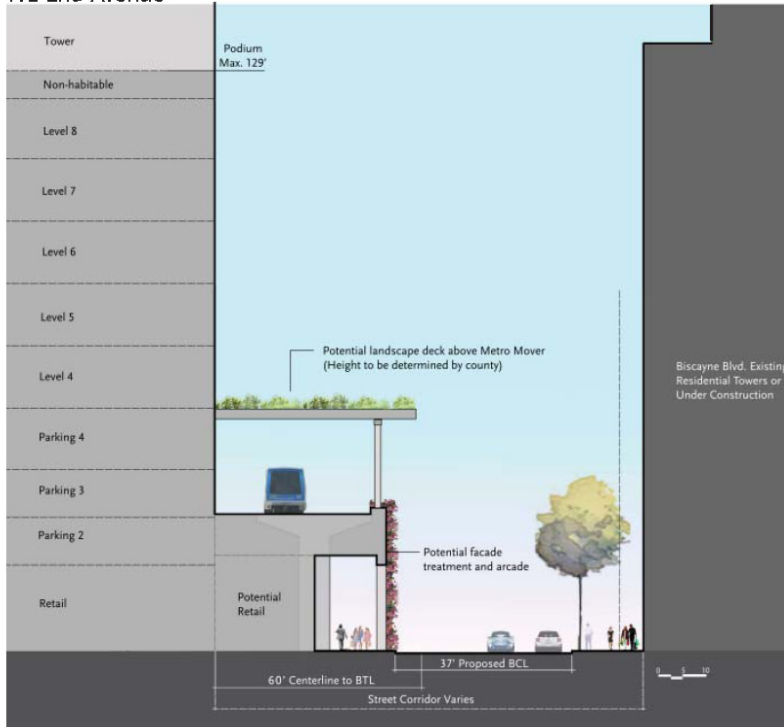 Tower
Podium
Max. 129'
Non-habitable
Level 8
Level 7
Level 6
Level 5
Level 4
Potential landscape deck above Metro Mover
(Height to be determined by county)
Biscayne Blvd. Existing
Residential Towers or
Under Construction
Parking 4
Parking 3
Parking 2
Potential facade
treatment and arcade
Retail
Potential
Retail
37' Proposed BCL
0 5 10
60' Centerline to BTL
Street Corridor Varies